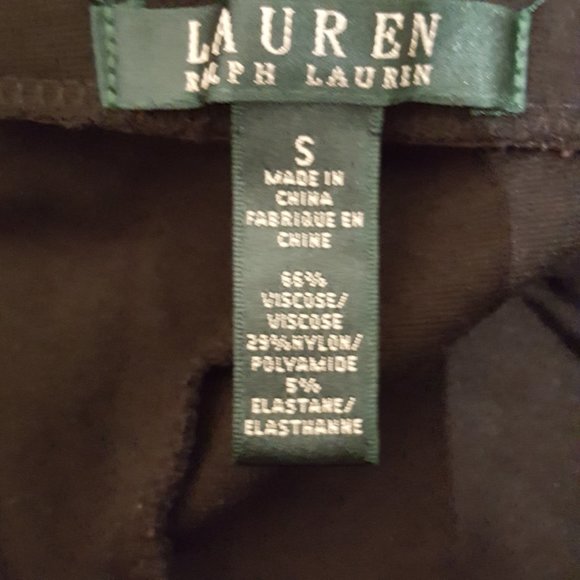 LAUREN
RALPH LAUREN
S
MADE IN
CHINA
FABRIQUE EN
CHINE
66%
VISCOSE/
VISCOSE
29% NYLON/
POLYAMIDE
5%
ELASTANE/
ELASTHANNE